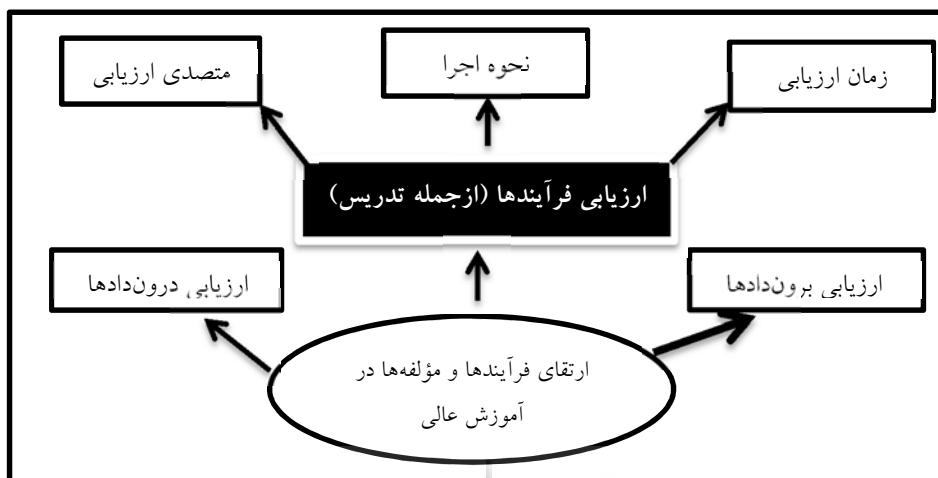 زمان ارزیابی
نحوه اجرا
متصدی ارزیابی
ارزیابی فرآیندها (ازجمله تدریس)
ارزیابی برون‌دادها
ارزیابی درون‌دادها
ارتقای فرآیندها و مؤلفه‌ها در
آموزش عالی